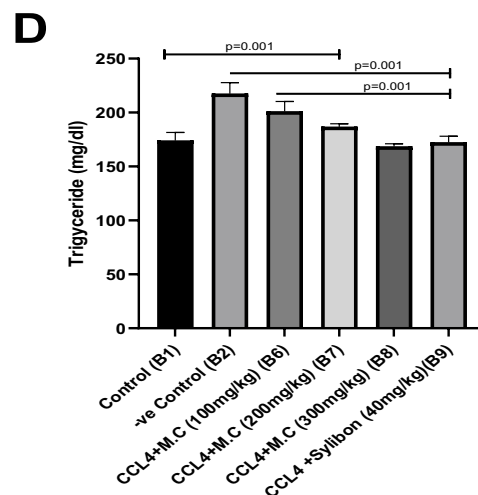 D
p=0.001
p=0.001
p=0.001
Trigyceride (mg/dl)
250
200
150
100
50
0
Control (B1)
-ve Control (B2)
CCL4+M.C (100mg/kg) (B6)
CCL4+M.C (200mg/kg) (B7)
CCL4+M.C (300mg/kg) (B8)
CCL4 +Sylibon (40mg/kg)(B9)